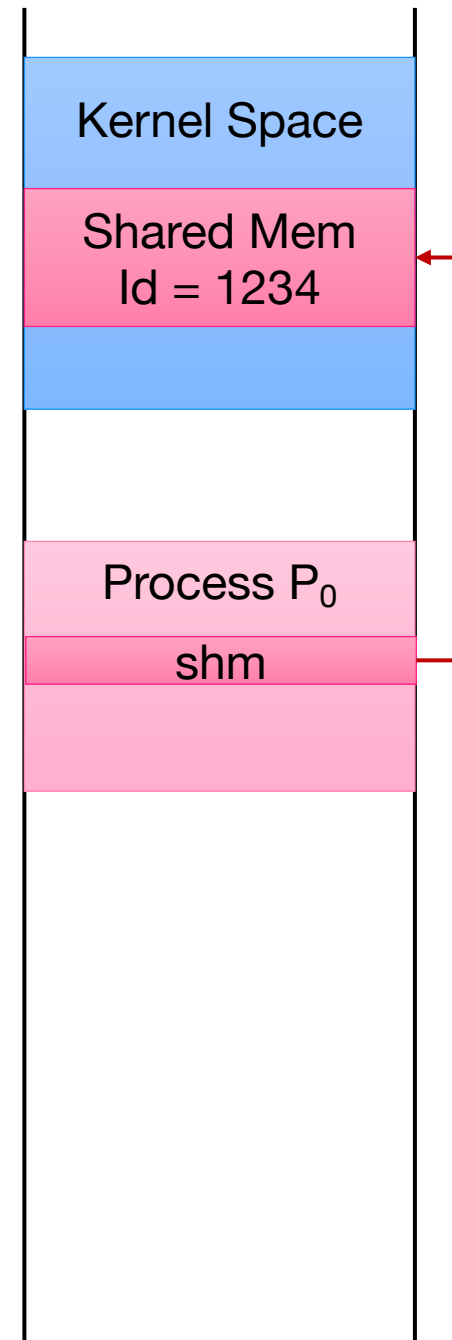 Kernel Space
Shared Mem
Id = 1234
Process P₀
shm